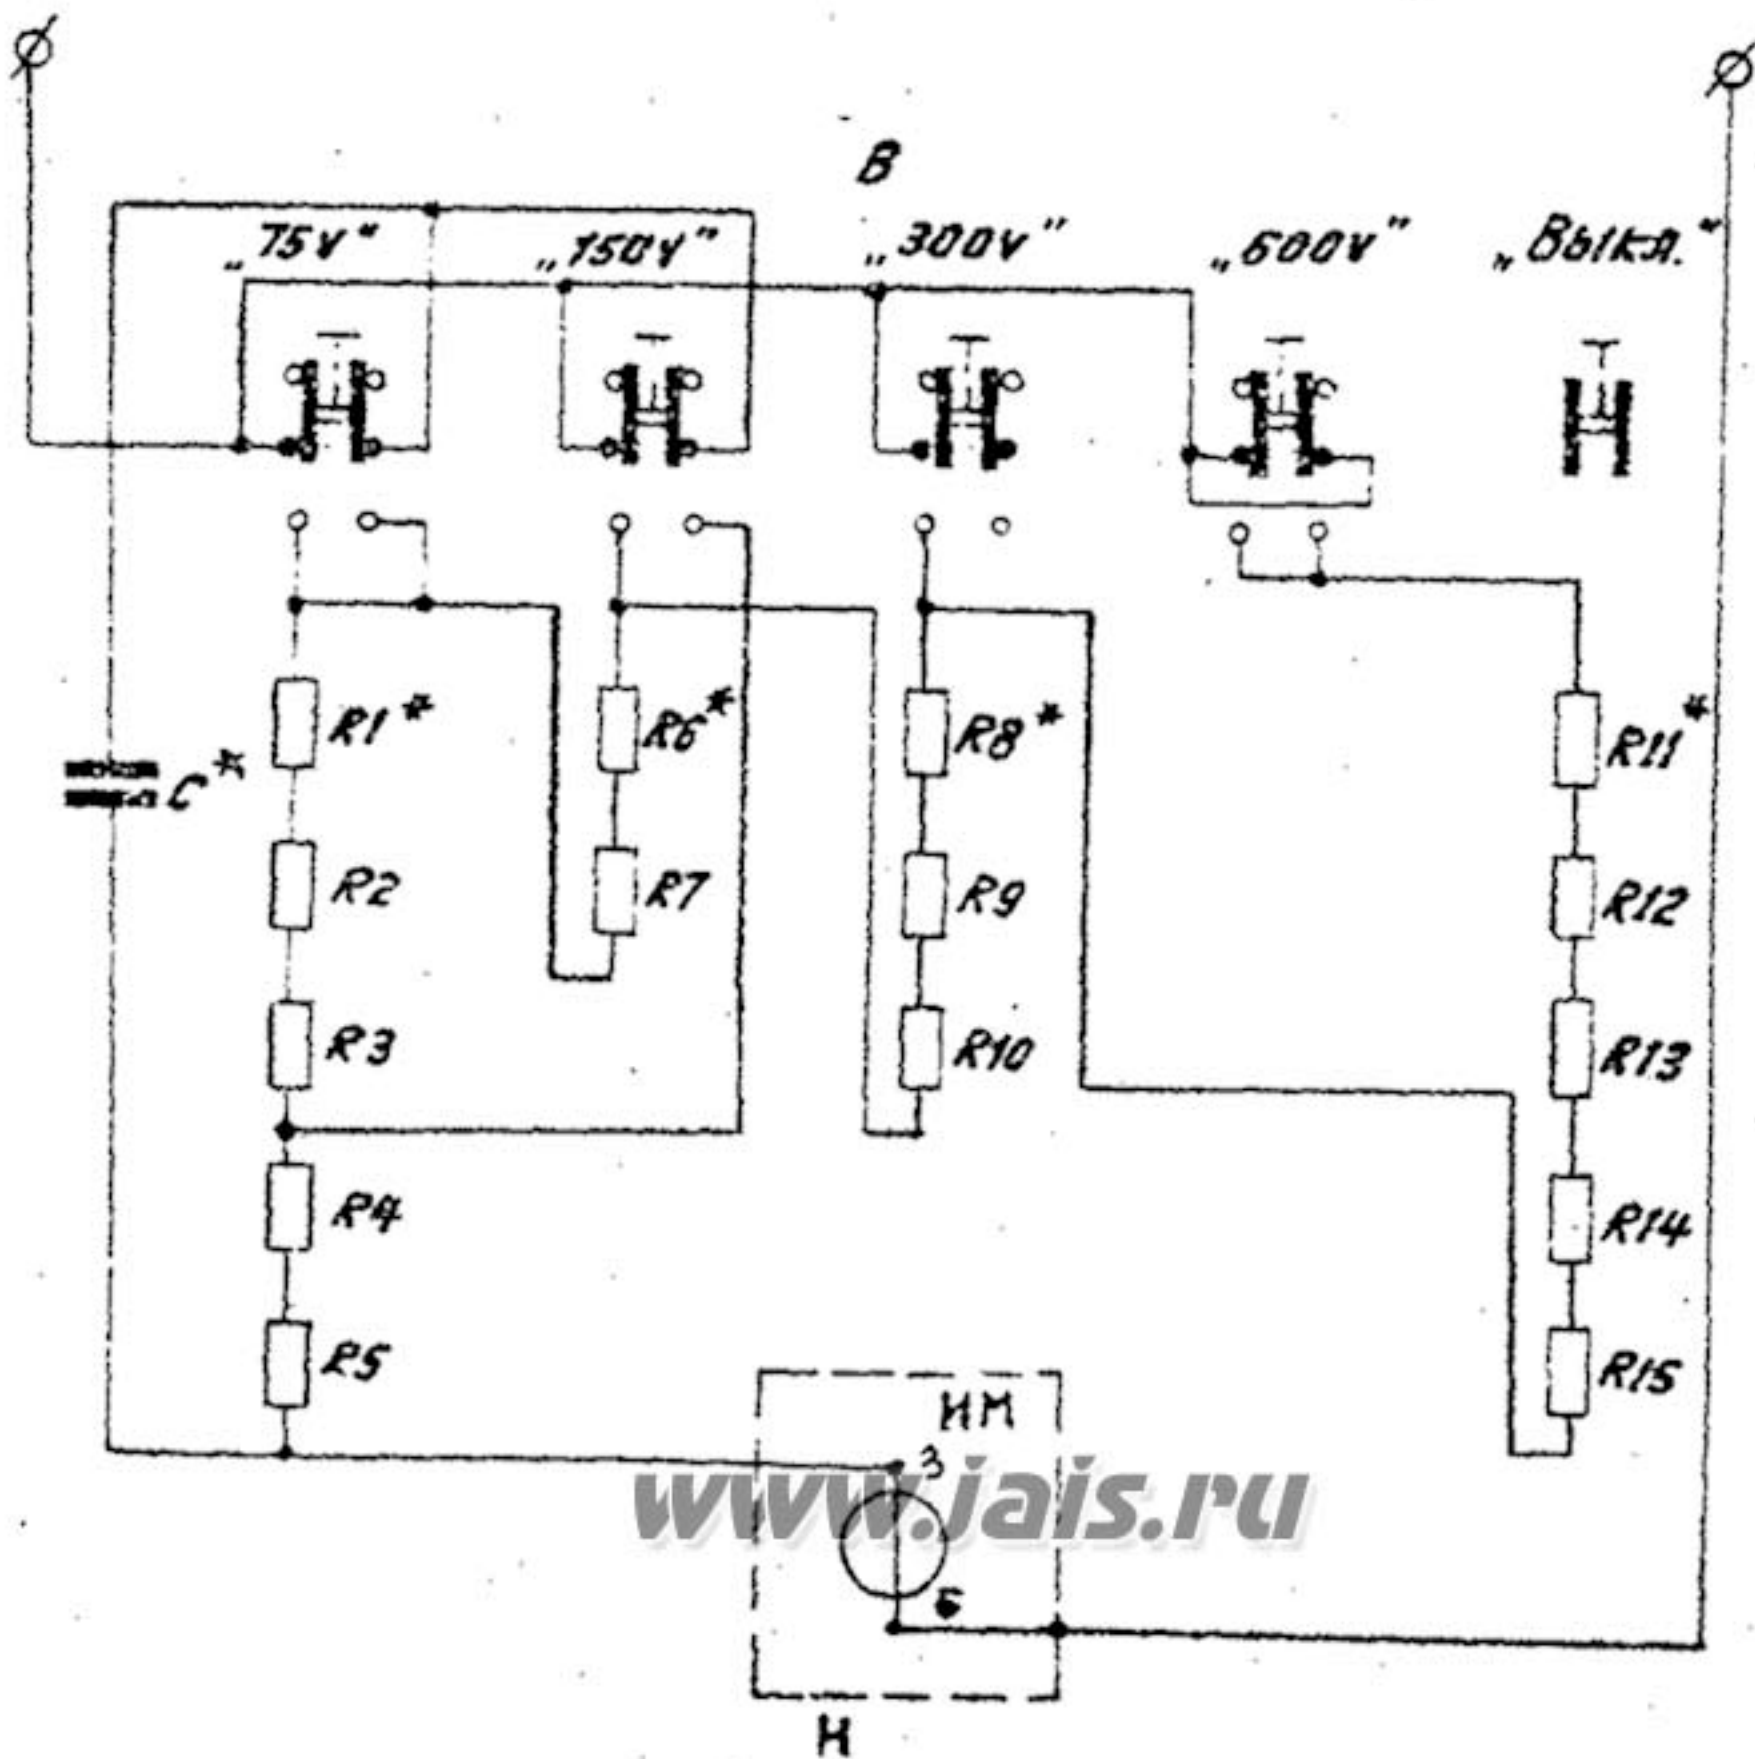 В
„75V“ „150V“ „300V“ „600V“ „Выкл.“
R1* R6* R8* R11*
C*
R2 R7 R9 R12
R3 R10 R13
R4 R14
R5 R15
ИМ
3
www.jais.ru
Б
Н